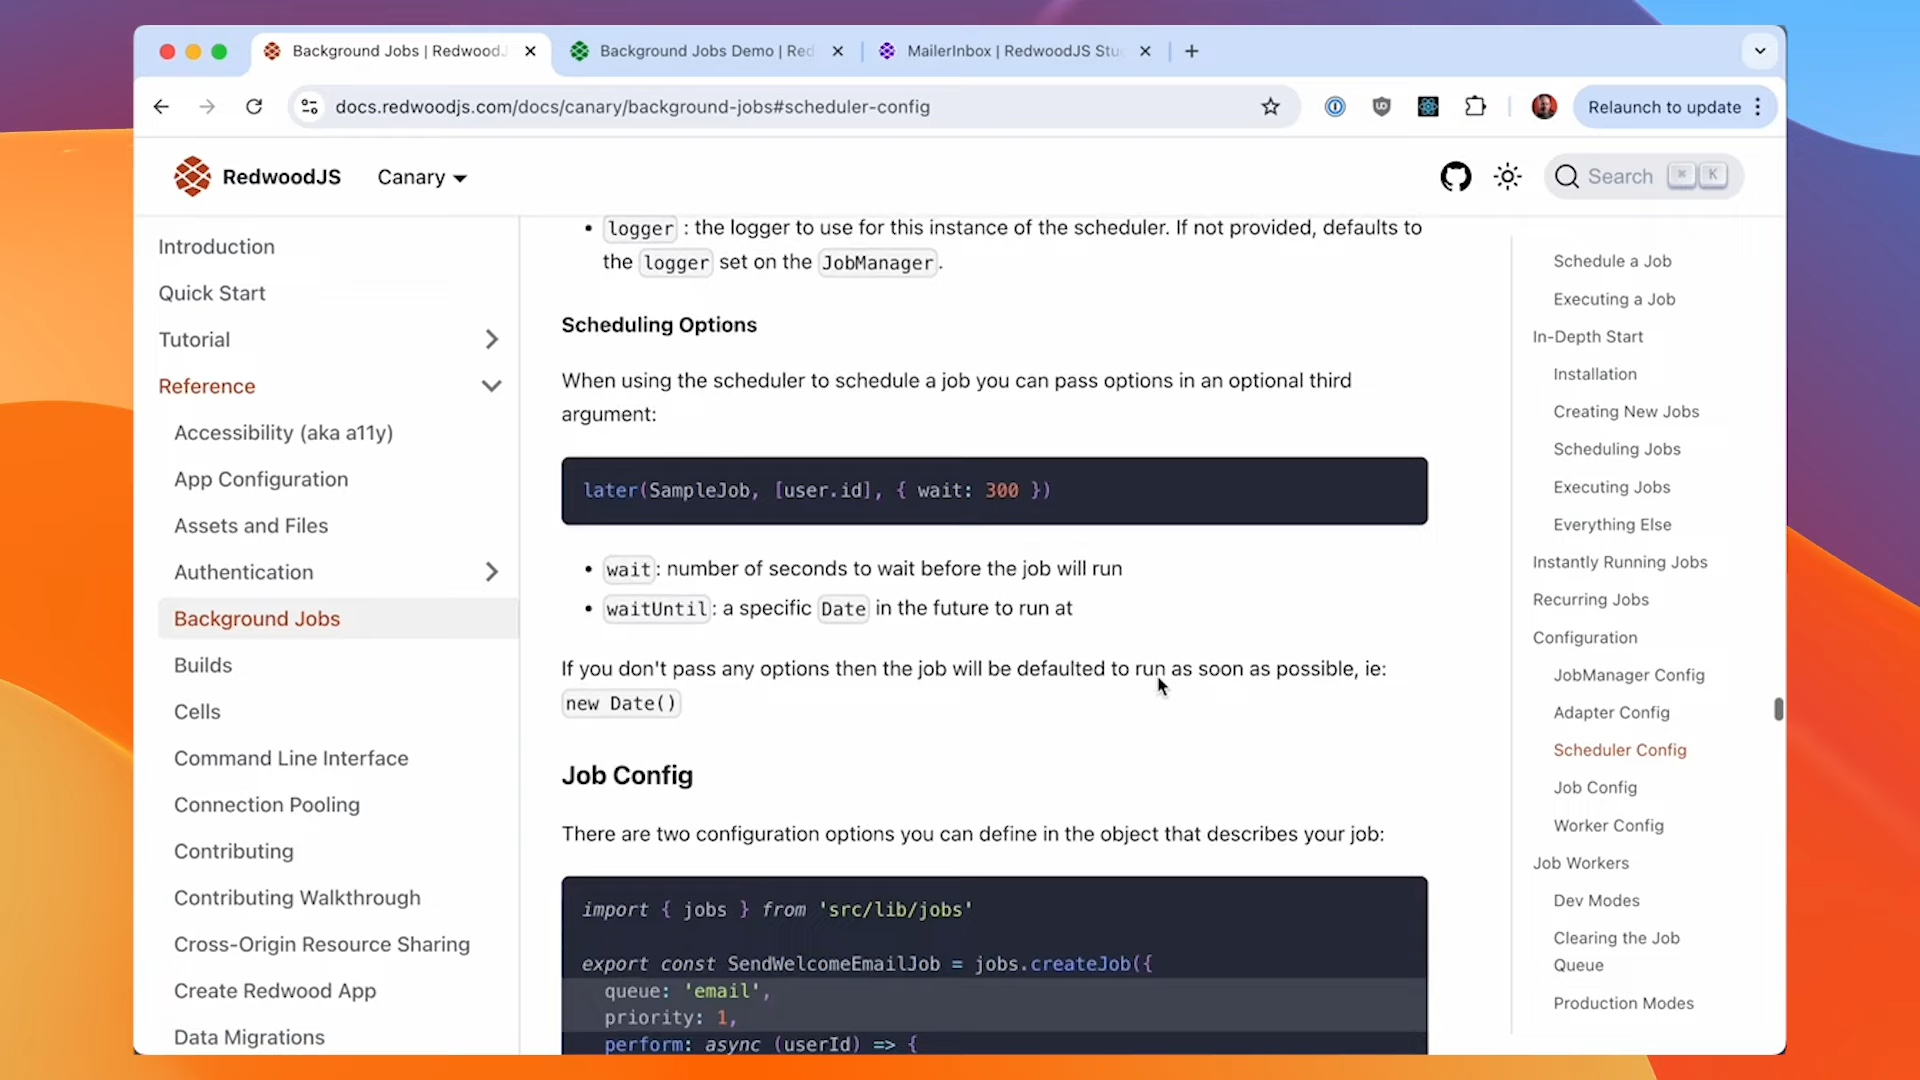 Background Jobs | RedwoodJ
Background Jobs Demo | Red
MailerInbox | RedwoodJS Stu
docs.redwoodjs.com/docs/canary/background-jobs#scheduler-config
Relaunch to update
RedwoodJS
Canary
Search
⌘ K
Introduction
Quick Start
Tutorial
Reference
Accessibility (aka a11y)
App Configuration
Assets and Files
Authentication
Background Jobs
Builds
Cells
Command Line Interface
Connection Pooling
Contributing
Contributing Walkthrough
Cross-Origin Resource Sharing
Create Redwood App
Data Migrations
• logger : the logger to use for this instance of the scheduler. If not provided, defaults to
the logger set on the JobManager.
Scheduling Options
When using the scheduler to schedule a job you can pass options in an optional third
argument:
later(SampleJob, [user.id], { wait: 300 })
• wait: number of seconds to wait before the job will run
• waitUntil: a specific Date in the future to run at
If you don't pass any options then the job will be defaulted to run as soon as possible, ie:
new Date()
Job Config
There are two configuration options you can define in the object that describes your job:
import { jobs } from 'src/lib/jobs'
export const SendWelcomeEmailJob = jobs.createJob({
queue: 'email',
priority: 1,
perform: async (userId) => {
Schedule a Job
Executing a Job
In-Depth Start
Installation
Creating New Jobs
Scheduling Jobs
Executing Jobs
Everything Else
Instantly Running Jobs
Recurring Jobs
Configuration
JobManager Config
Adapter Config
Scheduler Config
Job Config
Worker Config
Job Workers
Dev Modes
Clearing the Job
Queue
Production Modes